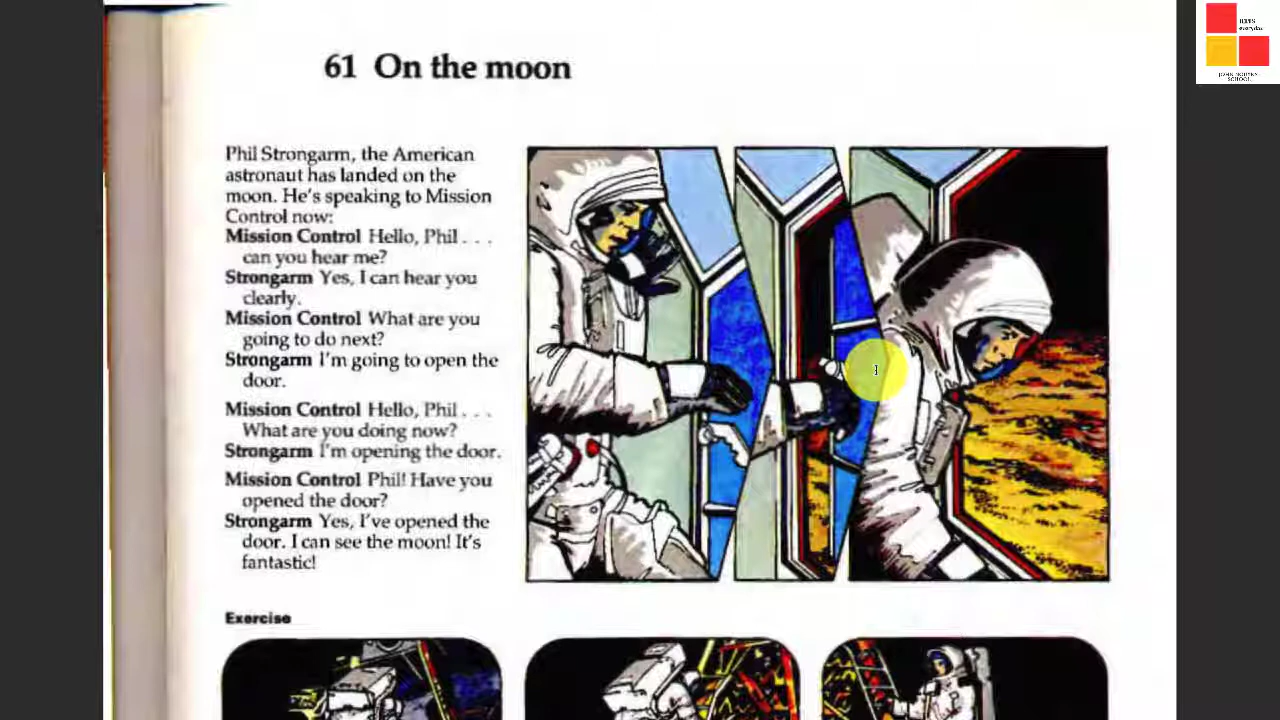 61 On the moon
Phil Strongarm, the American
astronaut has landed on the
moon. He's speaking to Mission
Control now:
Mission Control Hello, Phil . . .
can you hear me?
Strongarm Yes, I can hear you
clearly.
Mission Control What are you
going to do next?
Strongarm I'm going to open the
door.
Mission Control Hello, Phil . . .
What are you doing now?
Strongarm I'm opening the door.
Mission Control Phil! Have you
opened the door?
Strongarm Yes, I've opened the
door. I can see the moon! It's
fantastic!
Exercise
everyday
SCHOOL